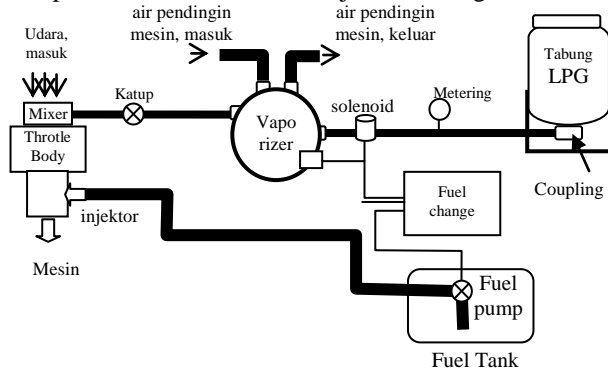 air pendingin
mesin, masuk
air pendingin
mesin, keluar
Udara,
masuk
Katup
Mixer
Throtle
Body
injektor
Mesin
Vapo
rizer
solenoid
Metering
Tabung
LPG
Coupling
Fuel
change
Fuel
pump
Fuel Tank